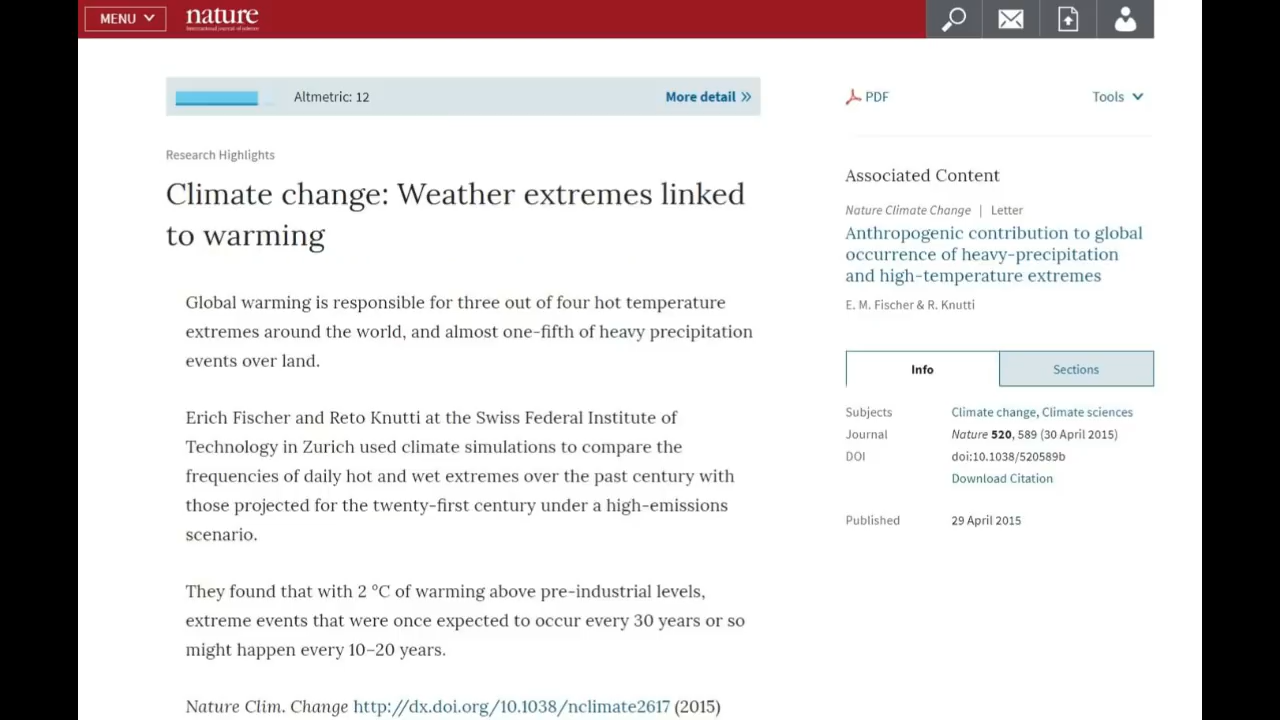 MENU
nature
International journal of science
Altmetric: 12
More detail »
PDF
Tools
Research Highlights
Climate change: Weather extremes linked
to warming
Global warming is responsible for three out of four hot temperature
extremes around the world, and almost one-fifth of heavy precipitation
events over land.
Erich Fischer and Reto Knutti at the Swiss Federal Institute of
Technology in Zurich used climate simulations to compare the
frequencies of daily hot and wet extremes over the past century with
those projected for the twenty-first century under a high-emissions
scenario.
They found that with 2 °C of warming above pre-industrial levels,
extreme events that were once expected to occur every 30 years or so
might happen every 10–20 years.
Nature Clim. Change http://dx.doi.org/10.1038/nclimate2617 (2015)
Associated Content
Nature Climate Change | Letter
Anthropogenic contribution to global
occurrence of heavy-precipitation
and high-temperature extremes
E. M. Fischer & R. Knutti
Info
Sections
Subjects Climate change, Climate sciences
Journal Nature 520, 589 (30 April 2015)
DOI doi:10.1038/520589b
Download Citation
Published 29 April 2015